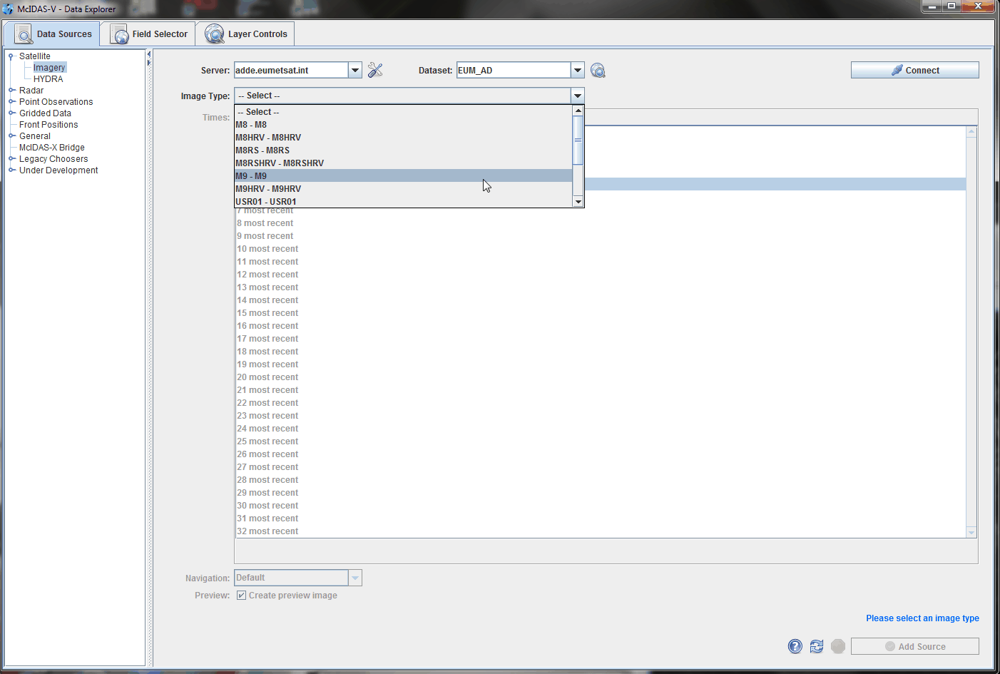 McIDAS-V - Data Explorer
Data Sources
Field Selector
Layer Controls
Satellite
Imagery
HYDRA
Radar
Point Observations
Gridded Data
Front Positions
General
McIDAS-X Bridge
Legacy Choosers
Under Development
Server: adde.eumetsat.int Dataset: EUM_AD Connect
Image Type: -- Select --
Times:
-- Select --
M8 - M8
M8HRV - M8HRV
M8RS - M8RS
M8RSHRV - M8RSHRV
M9 - M9
M9HRV - M9HRV
USR01 - USR01
7 most recent
8 most recent
9 most recent
10 most recent
11 most recent
12 most recent
13 most recent
14 most recent
15 most recent
16 most recent
17 most recent
18 most recent
19 most recent
20 most recent
21 most recent
22 most recent
23 most recent
24 most recent
25 most recent
26 most recent
27 most recent
28 most recent
29 most recent
30 most recent
31 most recent
32 most recent
Navigation: Default
Preview: Create preview image
Please select an image type
Add Source